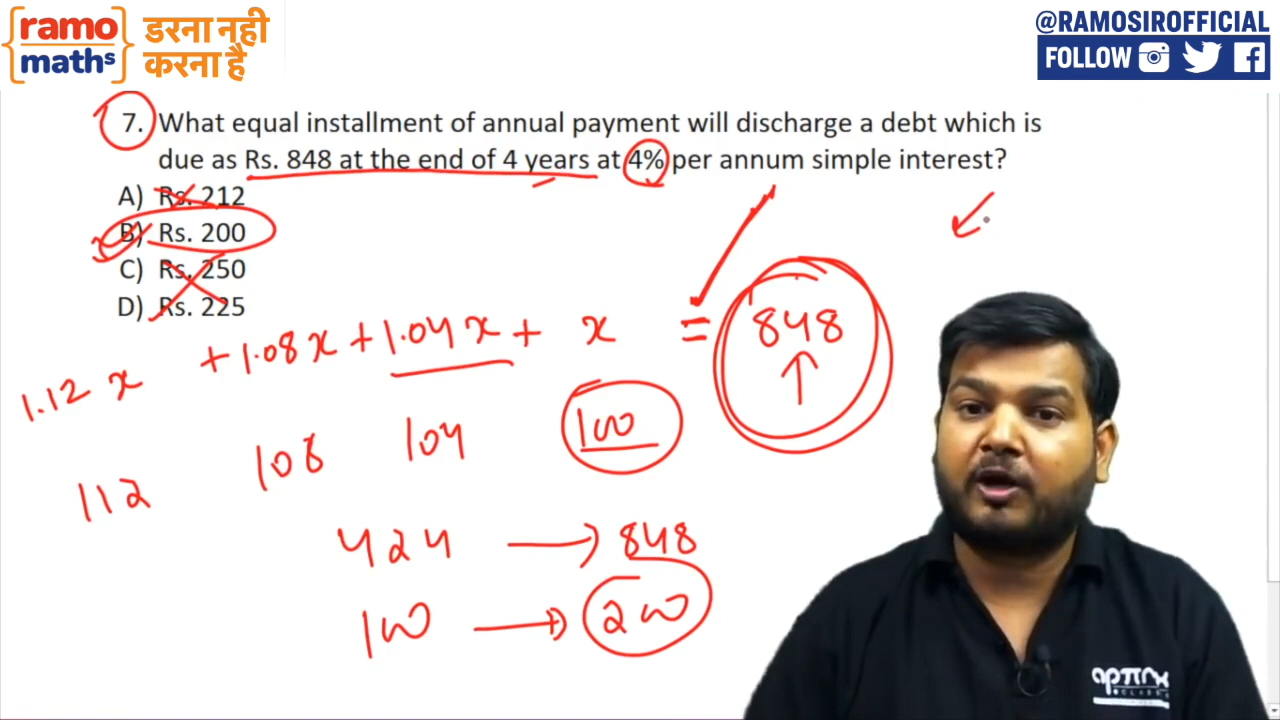 ramo
maths
डरना नही
करना है
@RAMOSIROFFICIAL
FOLLOW
7. What equal installment of annual payment will discharge a debt which is
due as Rs. 848 at the end of 4 years at 4% per annum simple interest?
A) Rs. 212
B) Rs. 200
C) Rs. 250
D) Rs. 225
1.12 x + 1.08x + 1.04x + x = 848
112 108 104 100
424 → 848
100 → 200